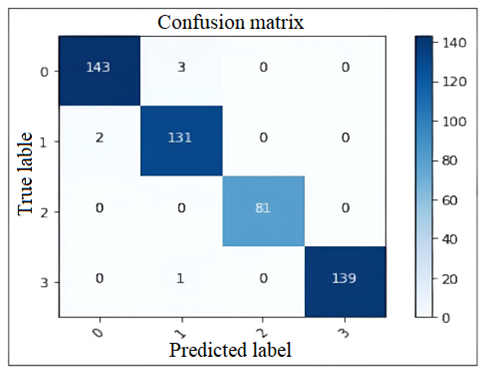 Confusion matrix
0 143 3 0 0
1 2 131 0 0
2 0 0 81 0
3 0 1 0 139
0 1 2 3
True lable
Predicted label
140
120
100
80
60
40
20
0